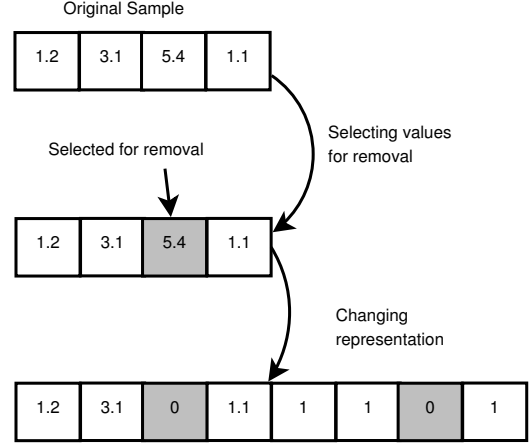 Original Sample
1.2 3.1 5.4 1.1
Selecting values
for removal
Selected for removal
1.2 3.1 5.4 1.1
Changing
representation
1.2 3.1 0 1.1 1 1 0 1